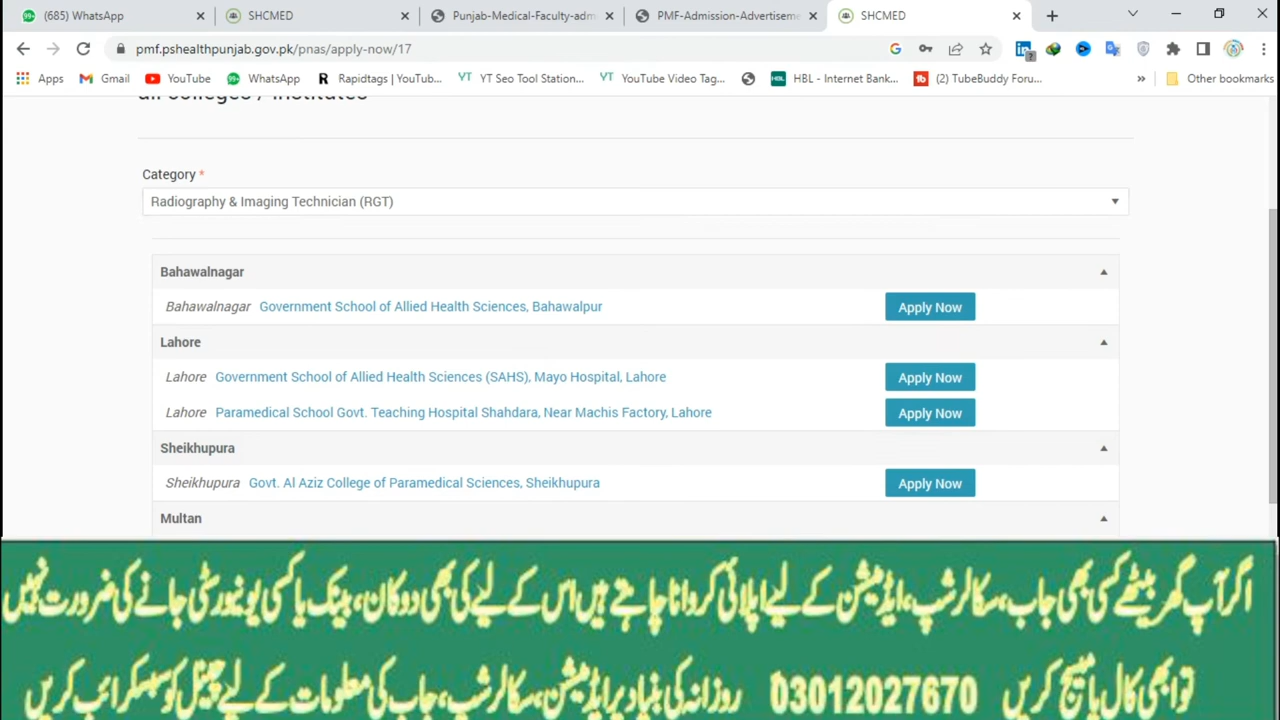 (685) WhatsApp
SHCMED
Punjab-Medical-Faculty-adm
PMF-Admission-Advertiseme
SHCMED
pmf.pshealthpunjab.gov.pk/pnas/apply-now/17
Apps
Gmail
YouTube
WhatsApp
Rapidtags | YouTub...
YT Seo Tool Station...
YouTube Video Tag...
HBL - Internet Bank...
(2) TubeBuddy Foru...
»
Other bookmarks
all colleges / institutes
Category *
Radiography & Imaging Technician (RGT)
Bahawalnagar
Bahawalnagar Government School of Allied Health Sciences, Bahawalpur Apply Now
Lahore
Lahore Government School of Allied Health Sciences (SAHS), Mayo Hospital, Lahore Apply Now
Lahore Paramedical School Govt. Teaching Hospital Shahdara, Near Machis Factory, Lahore Apply Now
Sheikhupura
Sheikhupura Govt. Al Aziz College of Paramedical Sciences, Sheikhupura Apply Now
Multan
اگر آپ گھر بیٹھے کسی بھی جاب، سکالرشپ، ایڈمیشن کے لیے اپلائی کروانا چاہتے ہیں اس کے لیے کی بھی دوکان، بینک یا کسی یونیورسٹی جانے کی ضرورت نہیں
تو ابھی کال یا میسج کریں 03012027670 روزانہ کی بنیاد پر ایڈمیشن، سکالرشپ، جاب کی معلومات کے لیے چینل کو سبسکرائب کریں